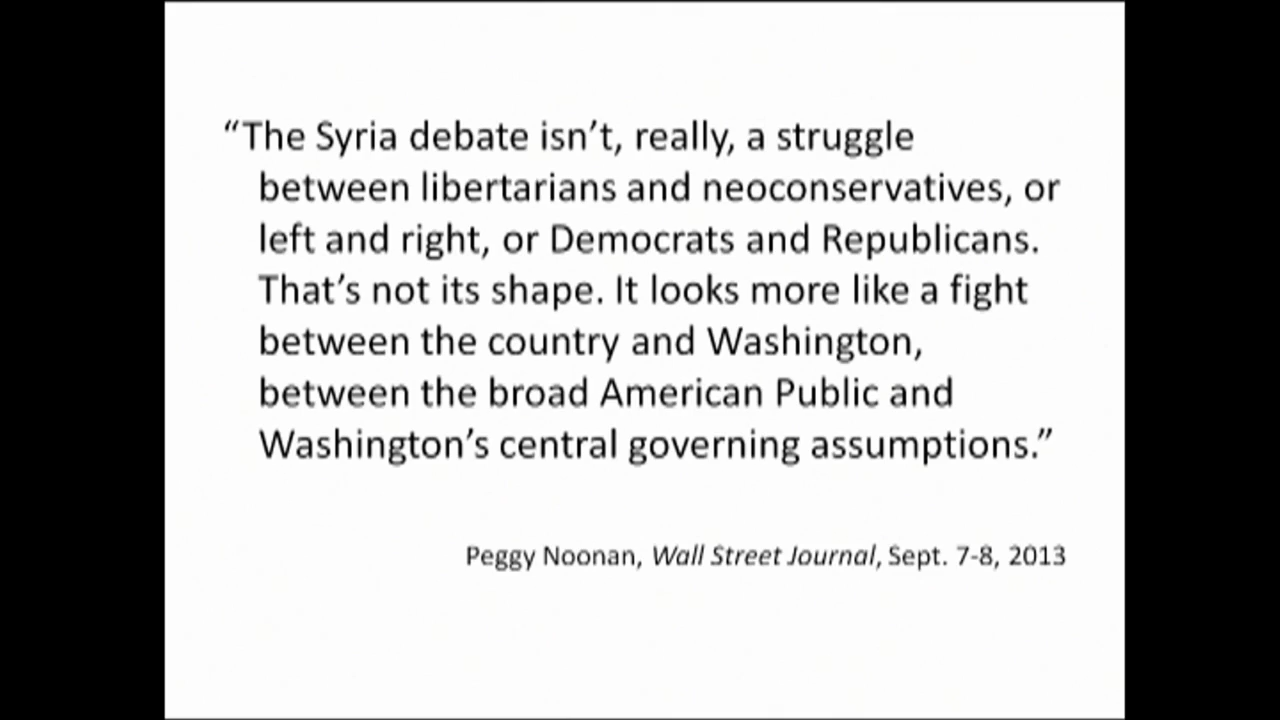 “The Syria debate isn’t, really, a struggle
between libertarians and neoconservatives, or
left and right, or Democrats and Republicans.
That’s not its shape. It looks more like a fight
between the country and Washington,
between the broad American Public and
Washington’s central governing assumptions.”
Peggy Noonan, Wall Street Journal, Sept. 7-8, 2013